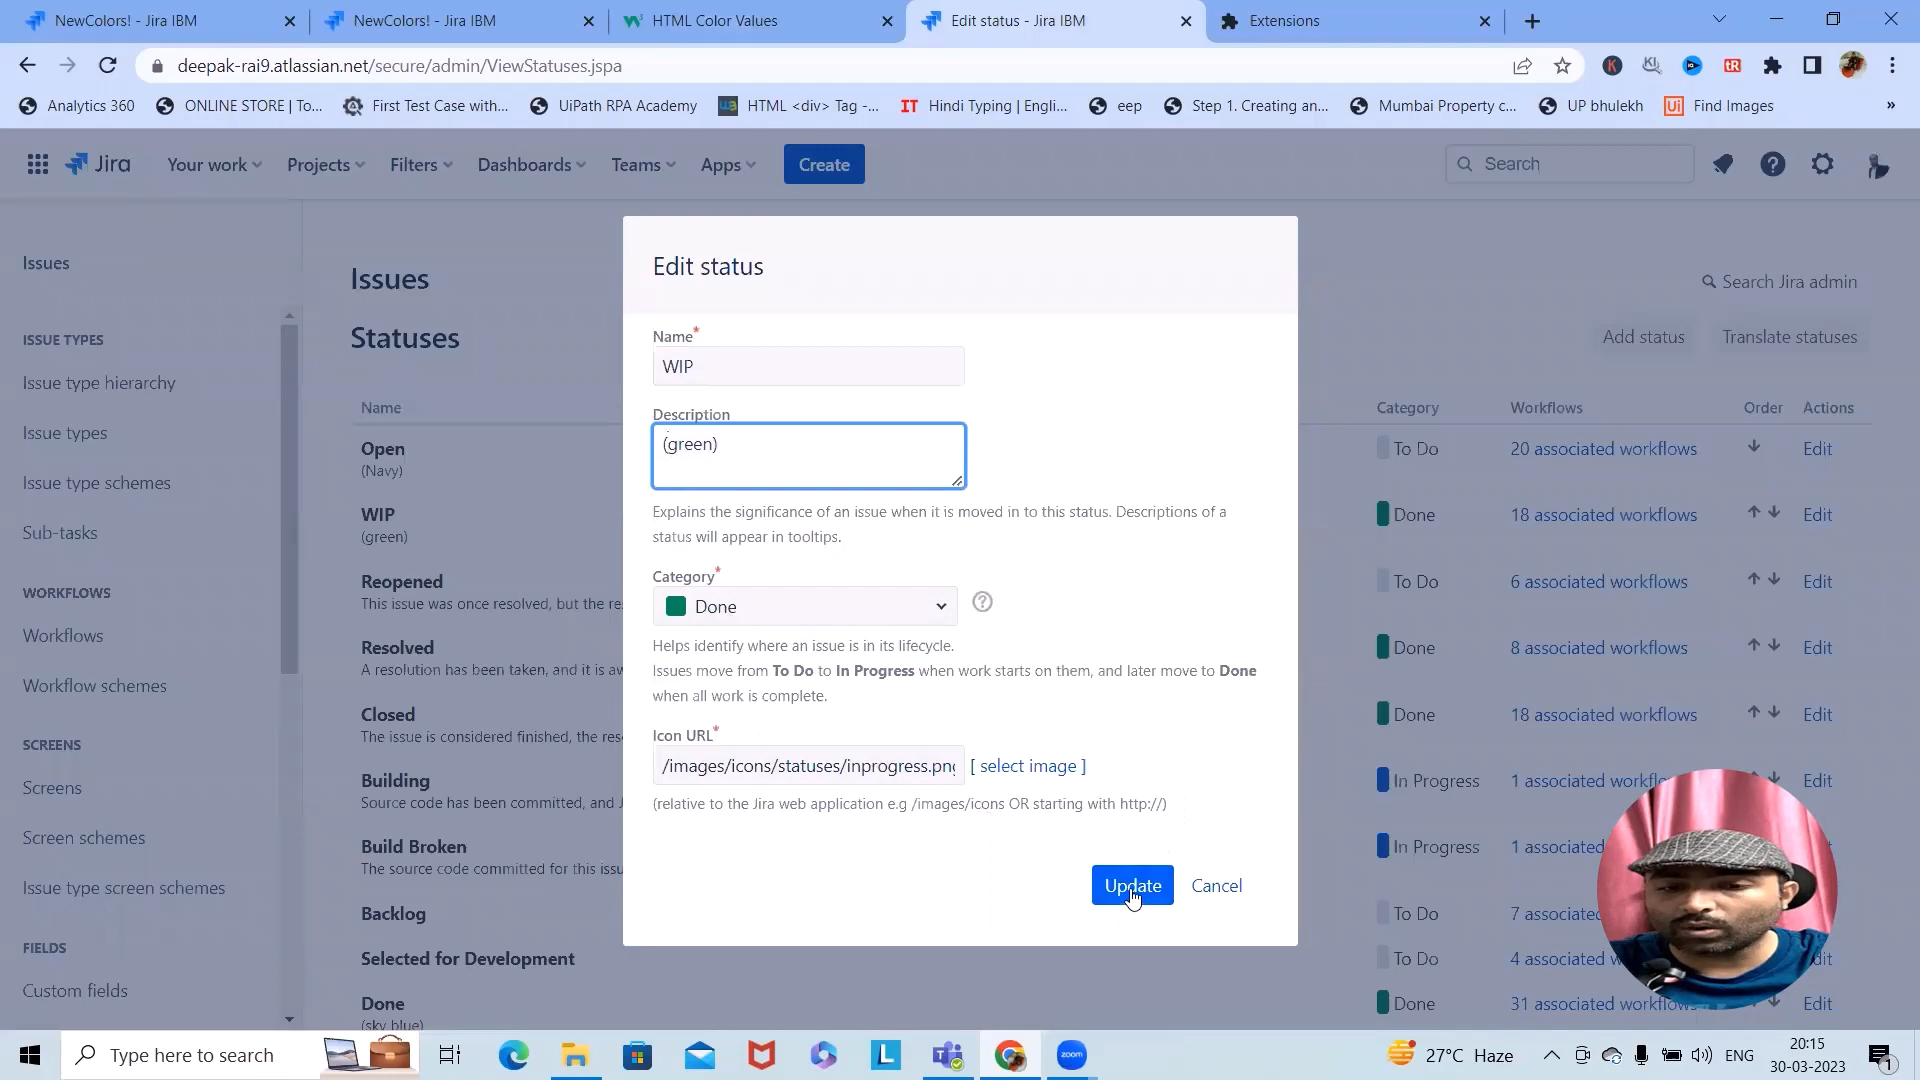 NewColors! - Jira IBM
NewColors! - Jira IBM
HTML Color Values
Edit status - Jira IBM
Extensions
deepak-rai9.atlassian.net/secure/admin/ViewStatuses.jspa
Analytics 360
ONLINE STORE | To...
First Test Case with...
UiPath RPA Academy
HTML <div> Tag -...
IT Hindi Typing | Engli...
eep
Step 1. Creating an...
Mumbai Property c...
UP bhulekh
Ui Find Images
»
Jira
Your work
Projects
Filters
Dashboards
Teams
Apps
Create
Search
Issues
ISSUE TYPES
Issue type hierarchy
Issue types
Issue type schemes
Sub-tasks
WORKFLOWS
Workflows
Workflow schemes
SCREENS
Screens
Screen schemes
Issue type screen schemes
FIELDS
Custom fields
Issues
Search Jira admin
Statuses
Add status
Translate statuses
Name
Category
Workflows
Order
Actions
Open
(Navy)
To Do
20 associated workflows
Edit
WIP
(green)
Done
18 associated workflows
Edit
Reopened
This issue was once resolved, but the re
To Do
6 associated workflows
Edit
Resolved
A resolution has been taken, and it is aw
Done
8 associated workflows
Edit
Closed
The issue is considered finished, the res
Done
18 associated workflows
Edit
Building
Source code has been committed, and J
In Progress
1 associated workflows
Edit
Build Broken
The source code committed for this issu
In Progress
1 associated
Backlog
To Do
7 associated
Selected for Development
To Do
4 associated w
dit
Done
(sky blue)
Done
31 associated workflows
Edit
Edit status
Name*
WIP
Description
(green)
Explains the significance of an issue when it is moved in to this status. Descriptions of a
status will appear in tooltips.
Category*
Done
Helps identify where an issue is in its lifecycle.
Issues move from To Do to In Progress when work starts on them, and later move to Done
when all work is complete.
Icon URL*
/images/icons/statuses/inprogress.png
[ select image ]
(relative to the Jira web application e.g /images/icons OR starting with http://)
Update
Cancel
Type here to search
zoom
27°C Haze
ENG
20:15
30-03-2023
1